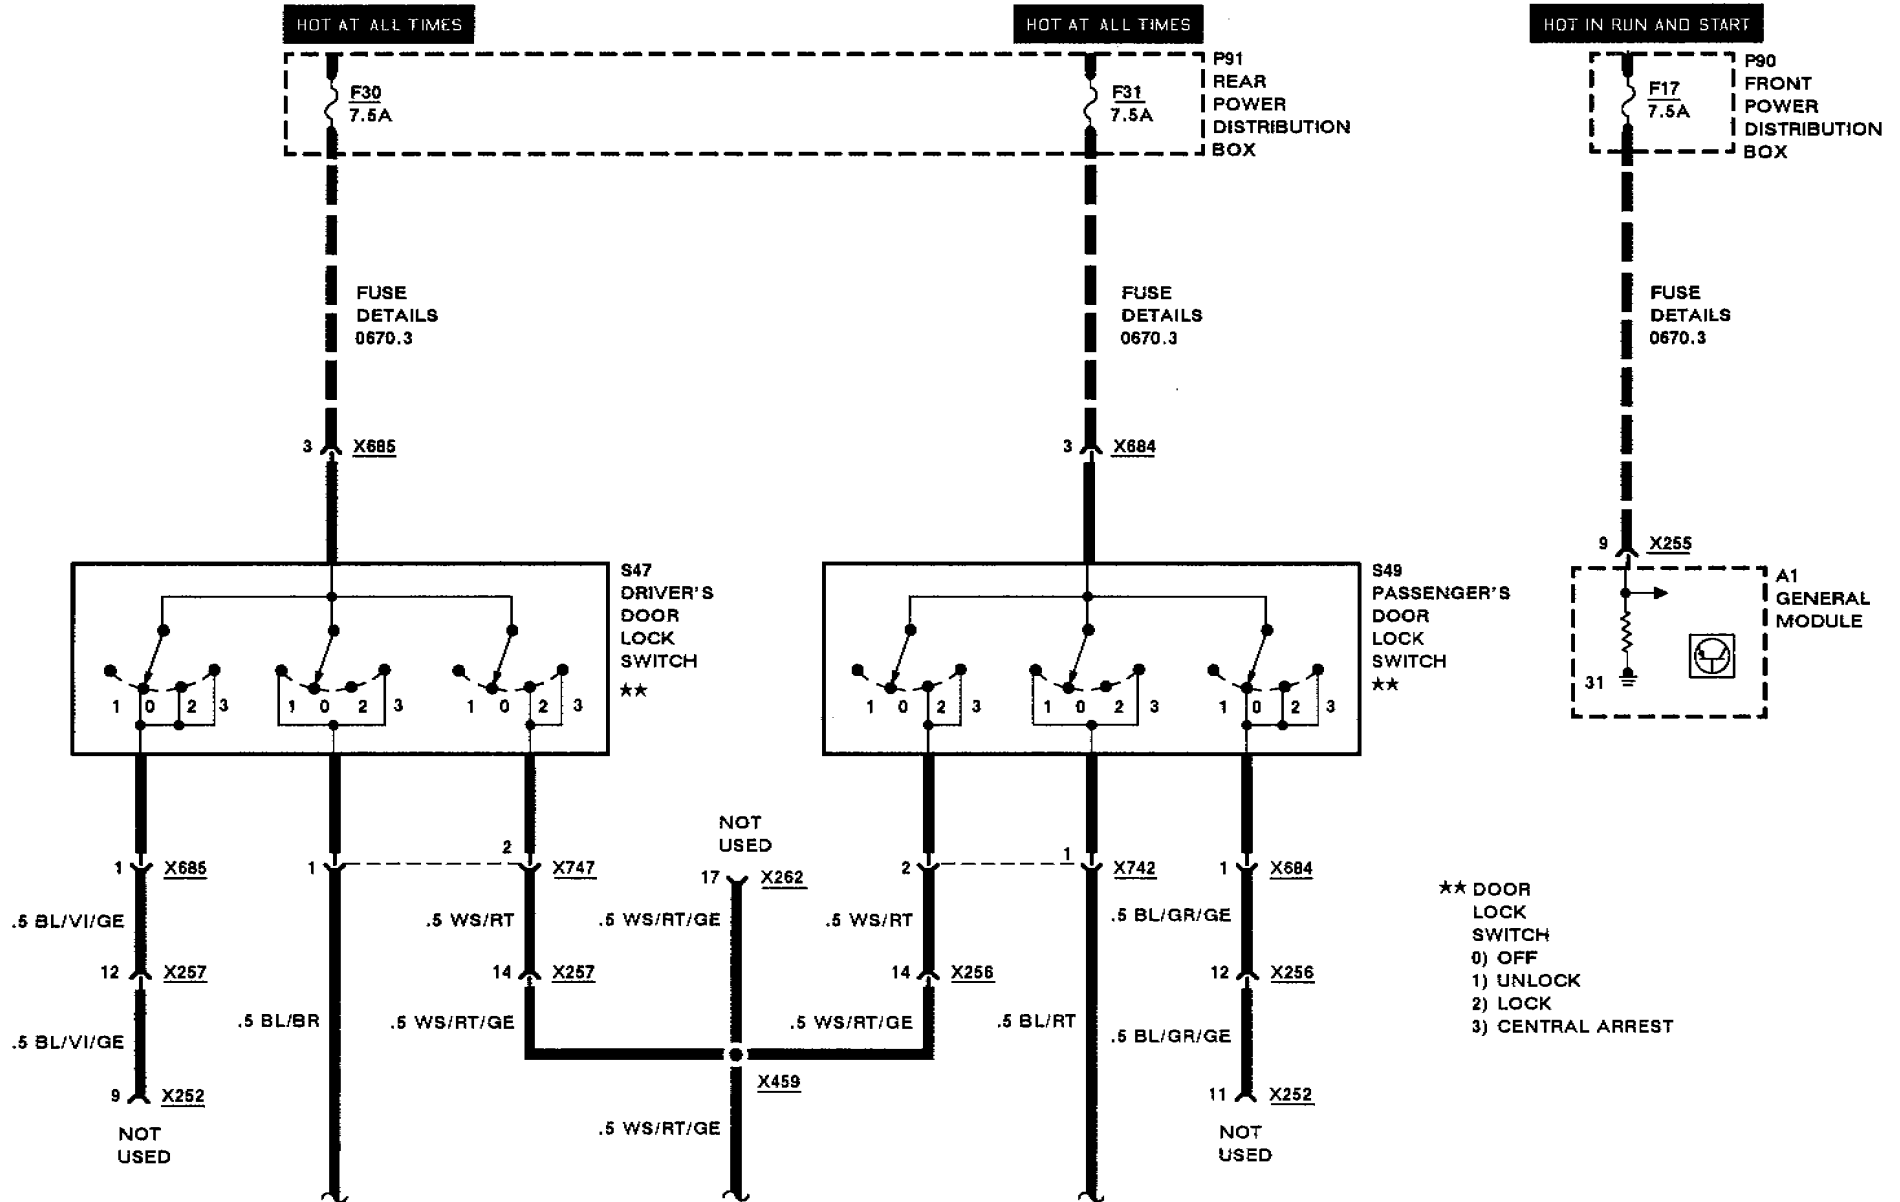 HOT AT ALL TIMES
HOT AT ALL TIMES
HOT IN RUN AND START
F30
7.5A
F31
7.5A
P91
REAR
POWER
DISTRIBUTION
BOX
F17
7.5A
P90
FRONT
POWER
DISTRIBUTION
BOX
FUSE
DETAILS
0670.3
FUSE
DETAILS
0670.3
FUSE
DETAILS
0670.3
3 X685
3 X684
9 X255
S47
DRIVER'S
DOOR
LOCK
SWITCH
★★
S49
PASSENGER'S
DOOR
LOCK
SWITCH
★★
A1
GENERAL
MODULE
31
1 0 2 3
1 0 2 3
1 0 2 3
1 0 2 3
1 0 2 3
1 0 2 3
NOT
USED
1 X685
1
2 X747
17 X262
2
1 X742
1 X684
.5 BL/VI/GE
.5 WS/RT
.5 WS/RT/GE
.5 WS/RT
.5 BL/GR/GE
12 X257
14 X257
14 X256
12 X256
.5 BL/VI/GE
.5 BL/BR
.5 WS/RT/GE
.5 WS/RT/GE
.5 BL/RT
.5 BL/GR/GE
9 X252
X459
11 X252
NOT
USED
.5 WS/RT/GE
NOT
USED
★★ DOOR
LOCK
SWITCH
0) OFF
1) UNLOCK
2) LOCK
3) CENTRAL ARREST